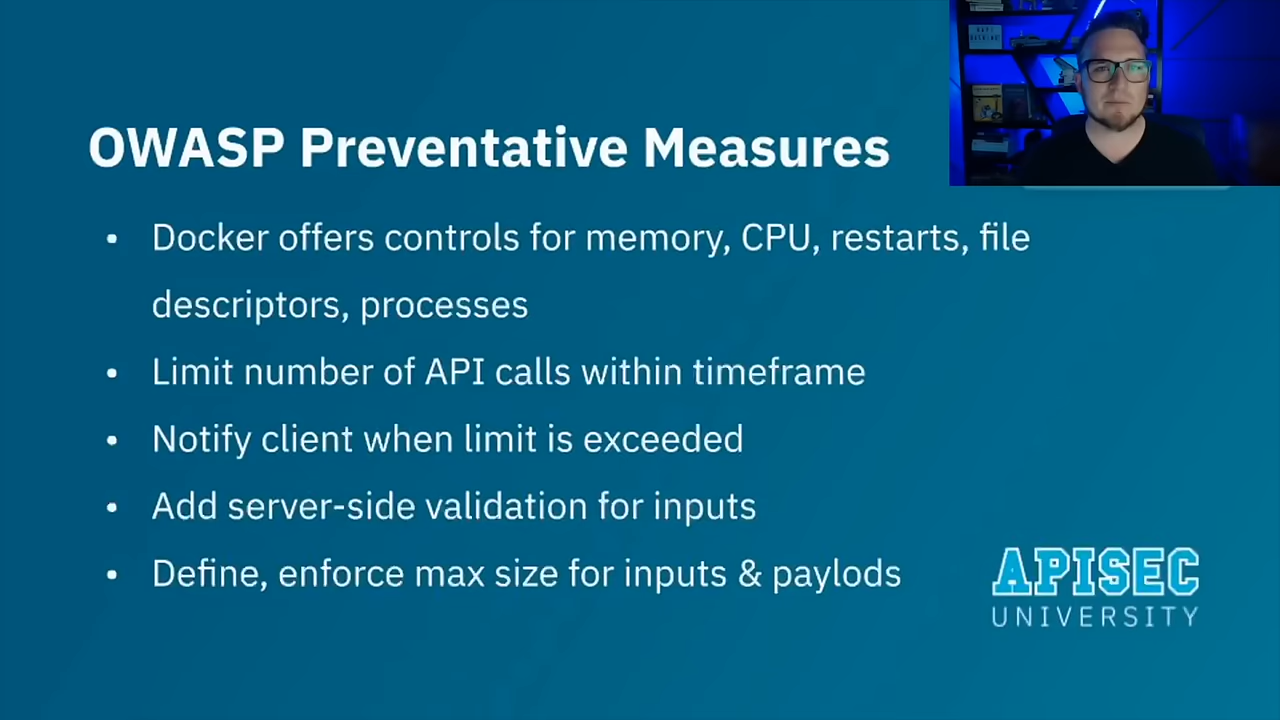 OWASP Preventative Measures
• Docker offers controls for memory, CPU, restarts, file
descriptors, processes
• Limit number of API calls within timeframe
• Notify client when limit is exceeded
• Add server-side validation for inputs
• Define, enforce max size for inputs & paylods
APISEC
UNIVERSITY